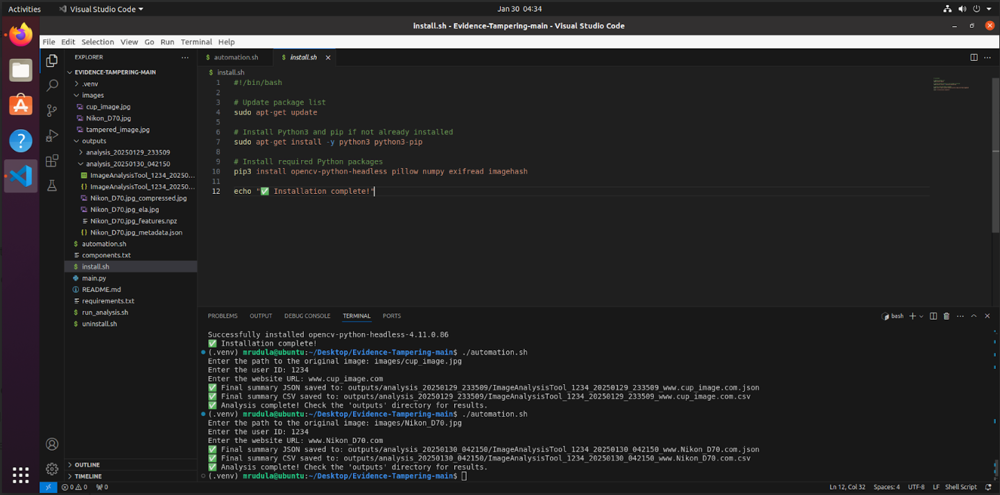 Activities
Visual Studio Code
Jan 30 04:34
install.sh - Evidence-Tampering-main - Visual Studio Code
File Edit Selection View Go Run Terminal Help
EXPLORER
EVIDENCE-TAMPERING-MAIN
.venv
images
cup_image.jpg
Nikon_D70.jpg
tampered_image.jpg
outputs
analysis_20250129_233509
analysis_20250130_042150
ImageAnalysisTool_1234_20250...
ImageAnalysisTool_1234_20250...
Nikon_D70.jpg_compressed.jpg
Nikon_D70.jpg_ela.jpg
Nikon_D70.jpg_features.npz
Nikon_D70.jpg_metadata.json
automation.sh
components.txt
install.sh
main.py
README.md
requirements.txt
run_analysis.sh
uninstall.sh
OUTLINE
TIMELINE
automation.sh
install.sh
install.sh
1 #!/bin/bash
2
3 # Update package list
4 sudo apt-get update
5
6 # Install Python3 and pip if not already installed
7 sudo apt-get install -y python3 python3-pip
8
9 # Install required Python packages
10 pip3 install opencv-python-headless pillow numpy exifread imagehash
11
12 echo "✅ Installation complete!"
PROBLEMS OUTPUT DEBUG CONSOLE TERMINAL PORTS
bash
Successfully installed opencv-python-headless-4.11.0.86
✅ Installation complete!
(.venv) mrudula@ubuntu:~/Desktop/Evidence-Tampering-main$ ./automation.sh
Enter the path to the original image: images/cup_image.jpg
Enter the user ID: 1234
Enter the website URL: www.cup_image.com
✅ Final summary JSON saved to: outputs/analysis_20250129_233509/ImageAnalysisTool_1234_20250129_233509_www.cup_image.com.json
✅ Final summary CSV saved to: outputs/analysis_20250129_233509/ImageAnalysisTool_1234_20250129_233509_www.cup_image.com.csv
✅ Analysis complete! Check the 'outputs' directory for results.
(.venv) mrudula@ubuntu:~/Desktop/Evidence-Tampering-main$ ./automation.sh
Enter the path to the original image: images/Nikon_D70.jpg
Enter the user ID: 1234
Enter the website URL: www.Nikon_D70.com
✅ Final summary JSON saved to: outputs/analysis_20250130_042150/ImageAnalysisTool_1234_20250130_042150_www.Nikon_D70.com.json
✅ Final summary CSV saved to: outputs/analysis_20250130_042150/ImageAnalysisTool_1234_20250130_042150_www.Nikon_D70.com.csv
✅ Analysis complete! Check the 'outputs' directory for results.
(.venv) mrudula@ubuntu:~/Desktop/Evidence-Tampering-main$
0 0 0
Ln 12, Col 32 Spaces: 4 UTF-8 LF Shell Script